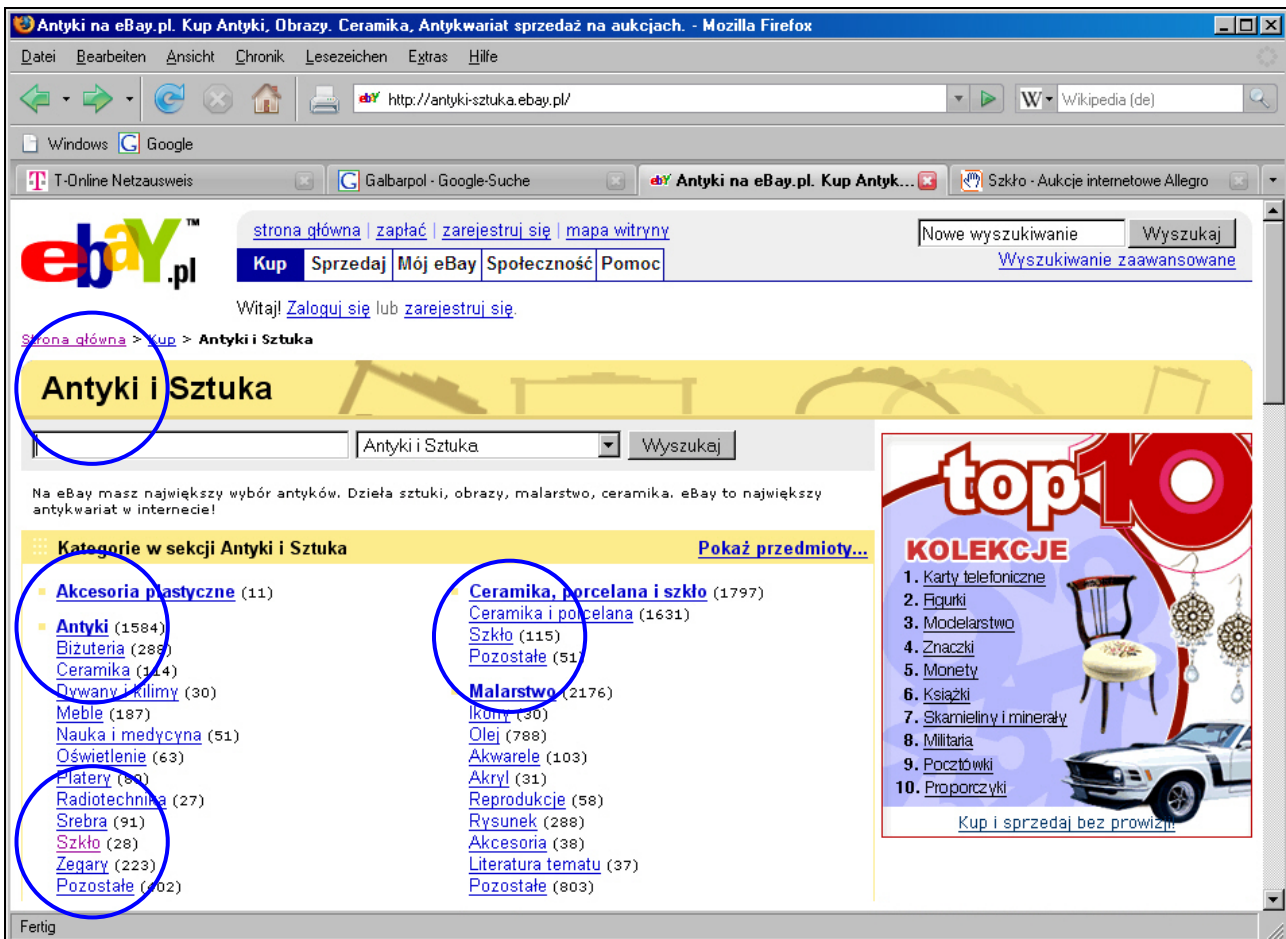 Antyki na eBay.pl. Kup Antyki, Obrazy. Ceramika, Antykwariat sprzedaż na aukcjach. - Mozilla Firefox
Datei Bearbeiten Ansicht Chronik Lesezeichen Extras Hilfe
ebY http://antyki-sztuka.ebay.pl/ W Wikipedia (de)
Windows G Google
T T-Online Netzausweis G Galbarpol - Google-Suche ebY Antyki na eBay.pl. Kup Antyk... Szkło - Aukcje internetowe Allegro
ebaY™.pl
strona główna | zapłać | zarejestruj się | mapa witryny
Nowe wyszukiwanie Wyszukaj
Kup Sprzedaj Mój eBay Społeczność Pomoc
Wyszukiwanie zaawansowane
Witaj! Zaloguj się lub zarejestruj się.
Strona główna > Kup > Antyki i Sztuka
Antyki i Sztuka
Antyki i Sztuka Wyszukaj
Na eBay masz największy wybór antyków. Dzieła sztuki, obrazy, malarstwo, ceramika. eBay to największy
antykwariat w internecie!
Kategorie w sekcji Antyki i Sztuka Pokaż przedmioty...
Akcesoria plastyczne (11)
Antyki (1584)
Biżuteria (288)
Ceramika (114)
Dywany i kilimy (30)
Meble (187)
Nauka i medycyna (51)
Oświetlenie (63)
Platery (80)
Radiotechnika (27)
Srebra (91)
Szkło (28)
Zegary (223)
Pozostałe (402)
Ceramika, porcelana i szkło (1797)
Ceramika i porcelana (1631)
Szkło (115)
Pozostałe (51)
Malarstwo (2176)
Ikony (30)
Olej (788)
Akwarele (103)
Akryl (31)
Reprodukcje (58)
Rysunek (288)
Akcesoria (38)
Literatura tematu (37)
Pozostałe (803)
top10
KOLEKCJE
1. Karty telefoniczne
2. Figurki
3. Modelarstwo
4. Znaczki
5. Monety
6. Książki
7. Skamieliny i minerały
8. Militaria
9. Pocztówki
10. Proporczyki
Kup i sprzedaj bez prowizji!
Fertig